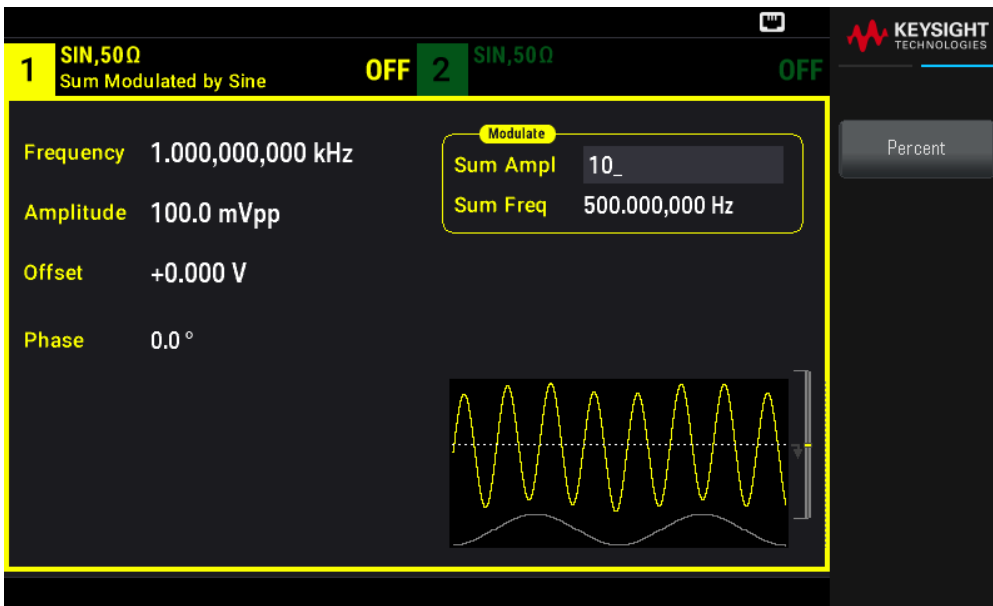 KEYSIGHT
TECHNOLOGIES
1 SIN,50Ω
Sum Modulated by Sine OFF
2 SIN,50Ω
OFF
Frequency 1.000,000,000 kHz
Amplitude 100.0 mVpp
Offset +0.000 V
Phase 0.0 °
Modulate
Sum Ampl 10_
Sum Freq 500.000,000 Hz
Percent